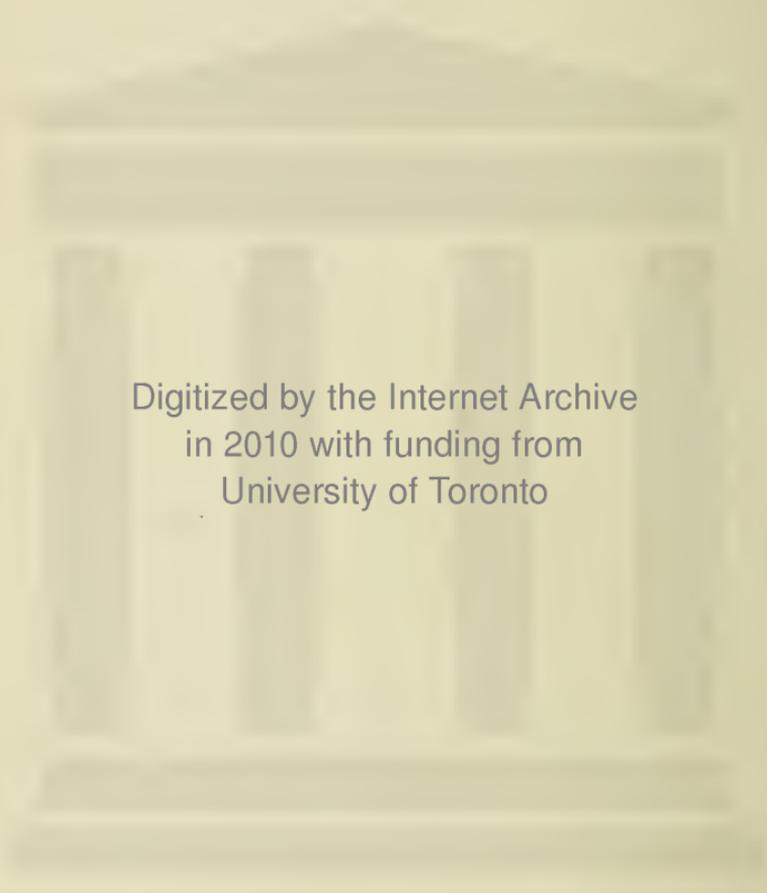 Digitized by the Internet Archive
in 2010 with funding from
University of Toronto